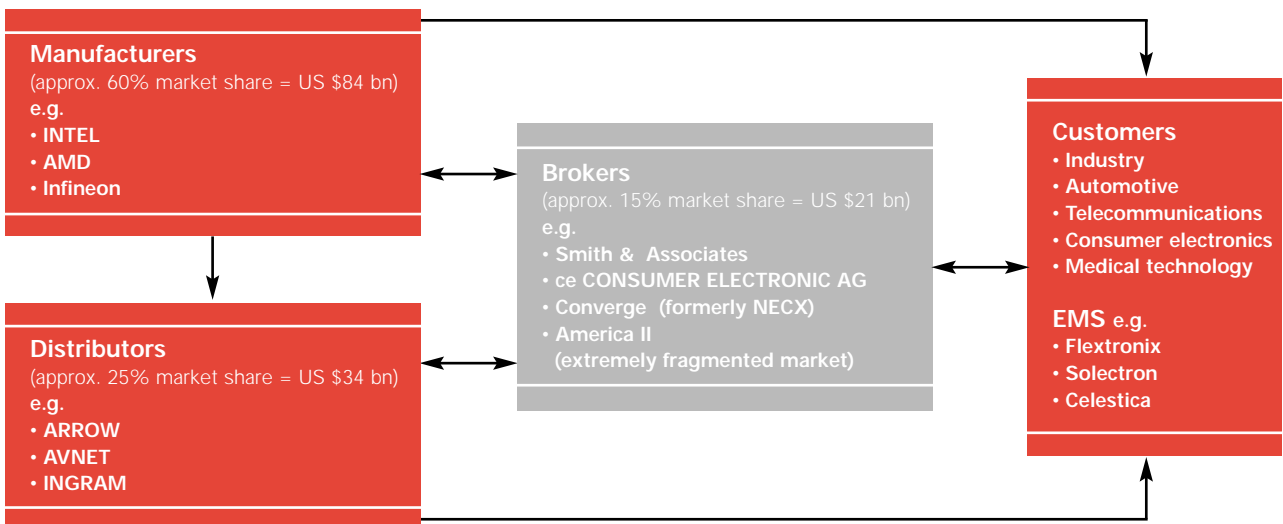 Manufacturers
(approx. 60% market share = US $84 bn)
e.g.
• INTEL
• AMD
• Infineon
Distributors
(approx. 25% market share = US $34 bn)
e.g.
• ARROW
• AVNET
• INGRAM
Brokers
(approx. 15% market share = US $21 bn)
e.g.
• Smith & Associates
• ce CONSUMER ELECTRONIC AG
• Converge (formerly NECX)
• America II
(extremely fragmented market)
Customers
• Industry
• Automotive
• Telecommunications
• Consumer electronics
• Medical technology
EMS e.g.
• Flextronix
• Solectron
• Celestica